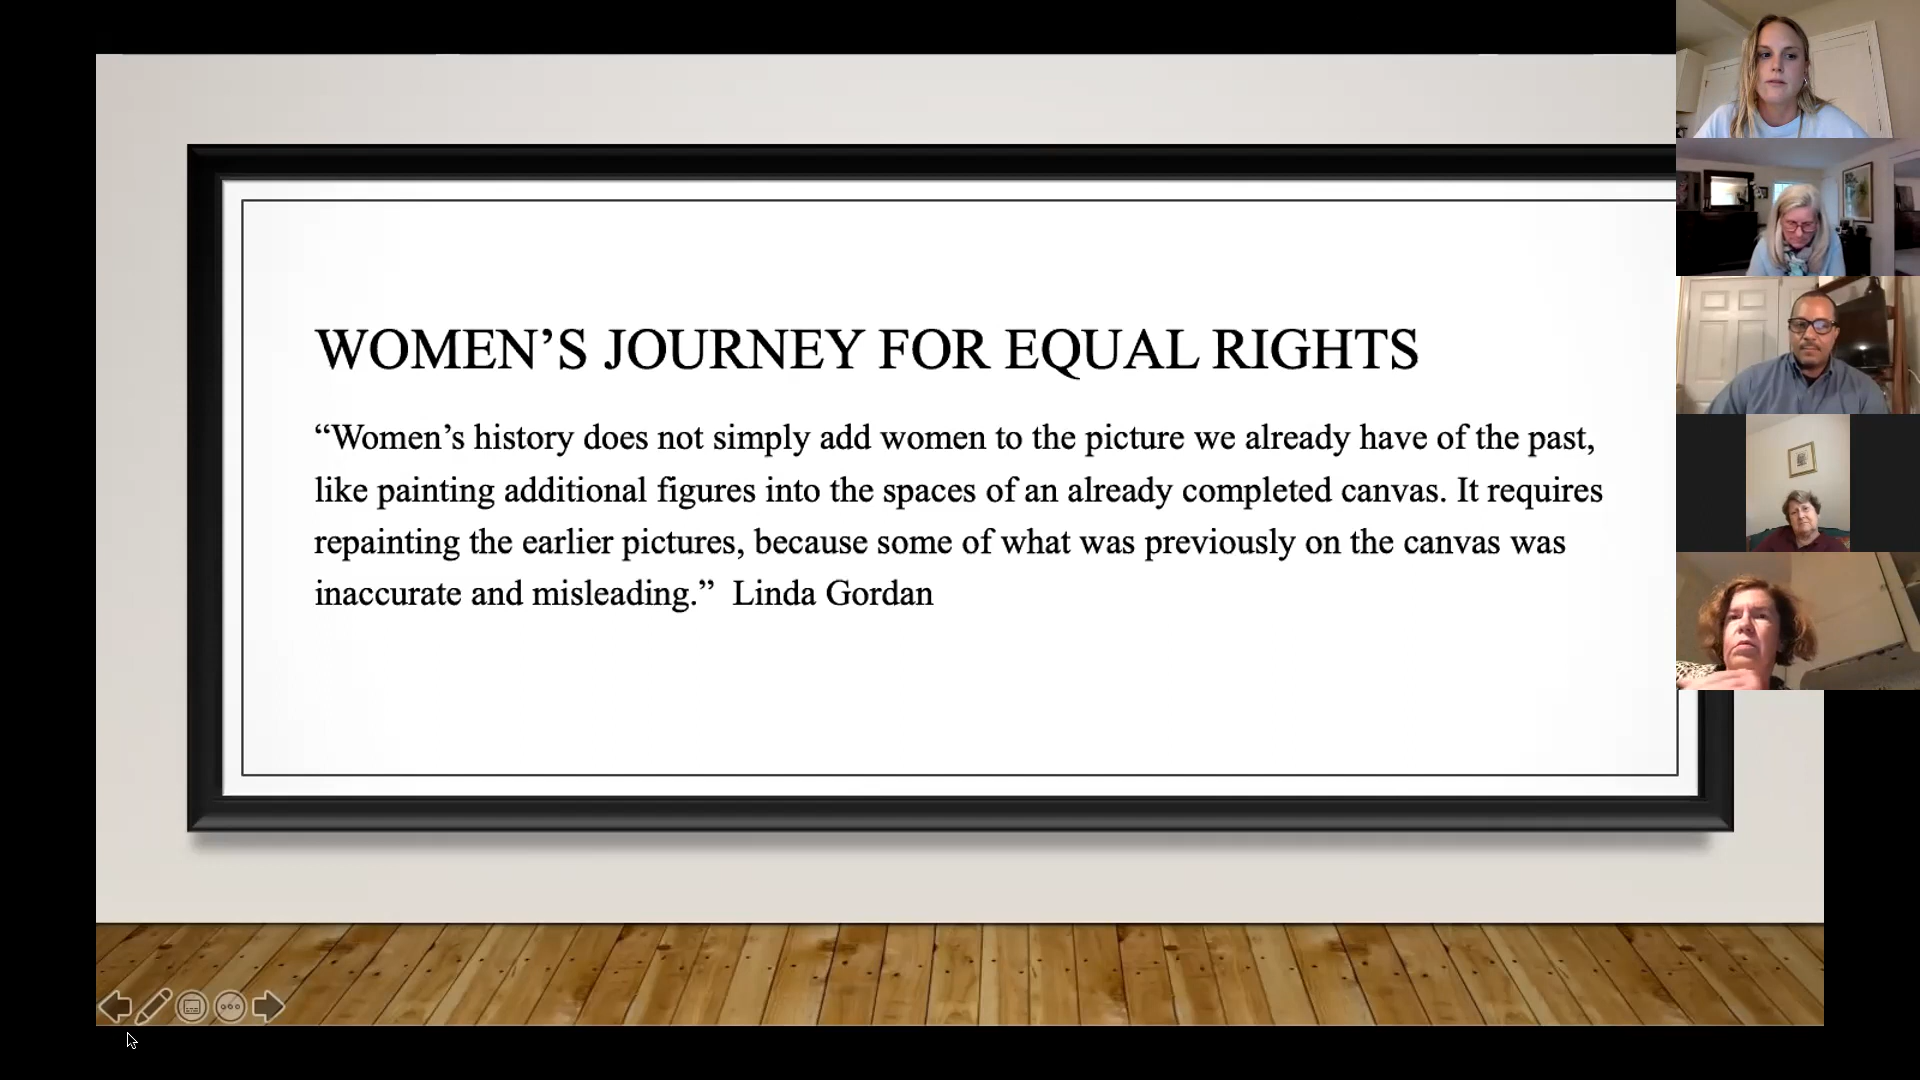 WOMEN’S JOURNEY FOR EQUAL RIGHTS
“Women’s history does not simply add women to the picture we already have of the past,
like painting additional figures into the spaces of an already completed canvas. It requires
repainting the earlier pictures, because some of what was previously on the canvas was
inaccurate and misleading.”  Linda Gordan